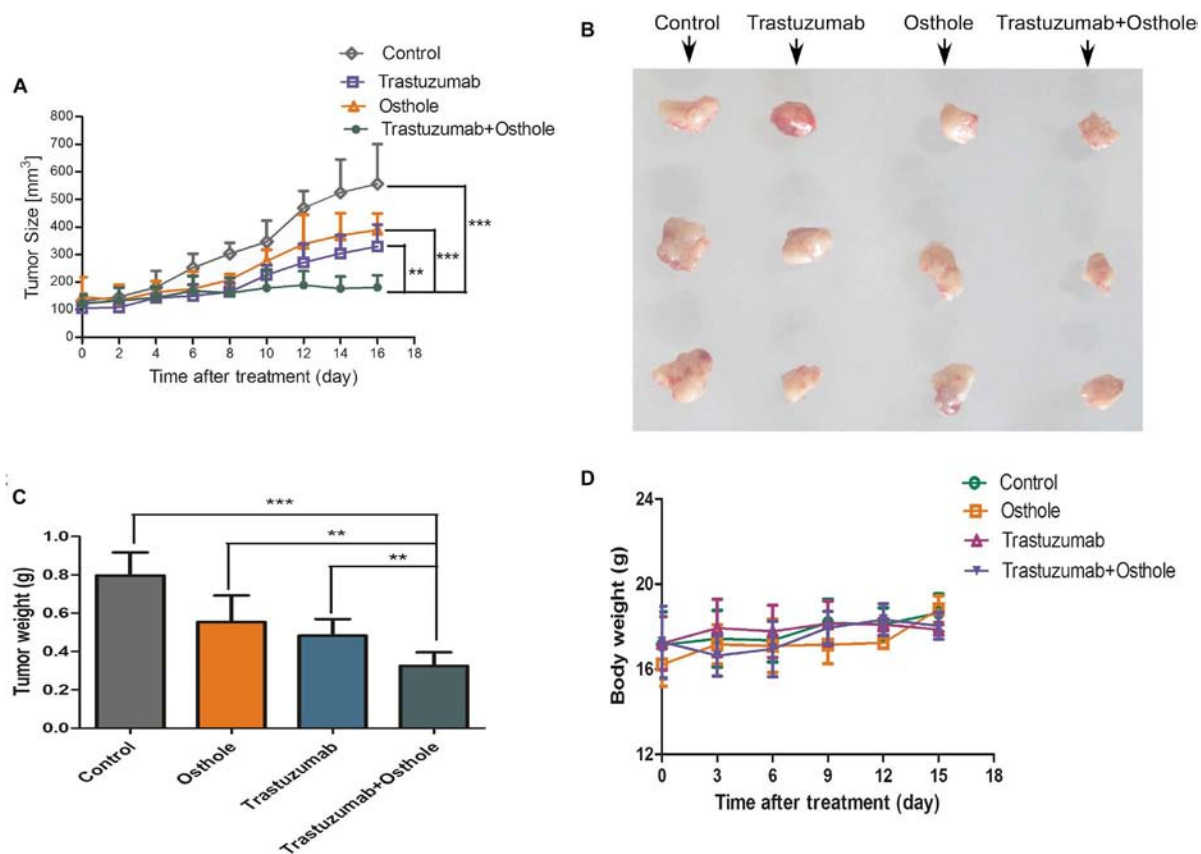 A
Control
Trastuzumab
Osthole
Trastuzumab+Osthole
Tumor Size [mm³]
800
700
600
500
400
300
200
100
0
***
***
**
0 2 4 6 8 10 12 14 16 18
Time after treatment (day)
B
Control Trastuzumab Osthole Trastuzumab+Osthole
C
***
**
**
Tumor weight (g)
1.0
0.8
0.6
0.4
0.2
0.0
Control Osthole Trastuzumab Trastuzumab+Osthole
D
Control
Osthole
Trastuzumab
Trastuzumab+Osthole
Body weight (g)
24
20
16
12
0 3 6 9 12 15 18
Time after treatment (day)